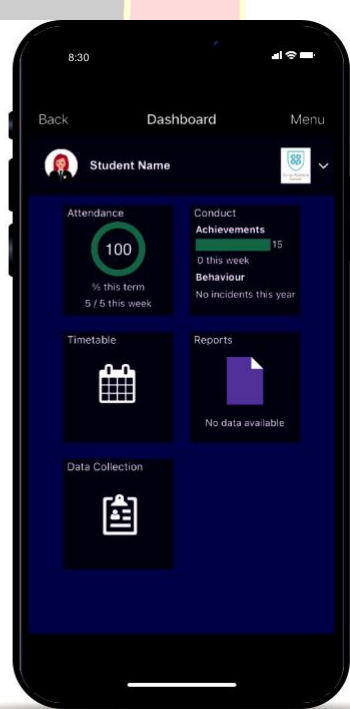 8:30
Back Dashboard Menu
Student Name
Attendance
100
% this term
5 / 5 this week
Conduct
Achievements
15
0 this week
Behaviour
No incidents this year
Timetable
Reports
No data available
Data Collection